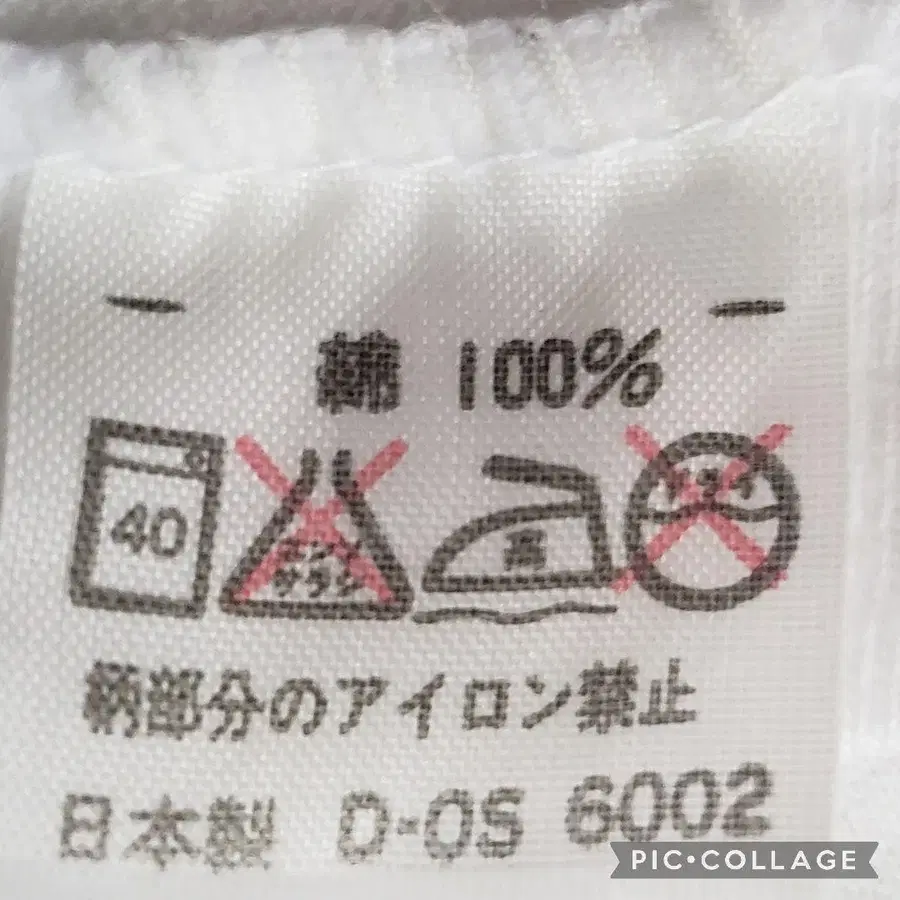 綿 100%
40
エンソ
サラシ
高
ドライ
柄部分のアイロン禁止
日本製 D-OS 6002
PIC•COLLAGE